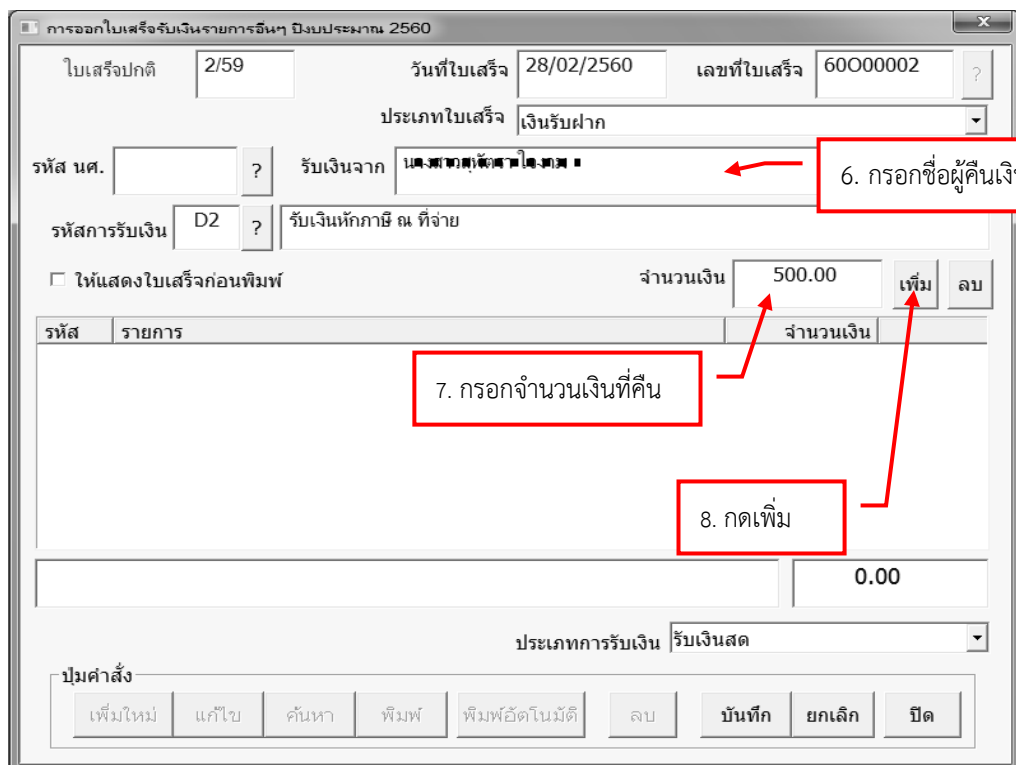 การออกใบเสร็จรับเงินรายการอื่นๆ ปีงบประมาณ 2560
ใบเสร็จปกติ 2/59 วันที่ใบเสร็จ 28/02/2560 เลขที่ใบเสร็จ 60O00002 ?
ประเภทใบเสร็จ เงินรับฝาก
รหัส นศ. ? รับเงินจาก
6. กรอกชื่อผู้คืนเงิน
รหัสการรับเงิน D2 ? รับเงินหักภาษี ณ ที่จ่าย
ให้แสดงใบเสร็จก่อนพิมพ์ จำนวนเงิน 500.00 เพิ่ม ลบ
รหัส รายการ จำนวนเงิน
7. กรอกจำนวนเงินที่คืน
8. กดเพิ่ม
0.00
ประเภทการรับเงิน รับเงินสด
ปุ่มคำสั่ง
เพิ่มใหม่ แก้ไข ค้นหา พิมพ์ พิมพ์อัตโนมัติ ลบ บันทึก ยกเลิก ปิด